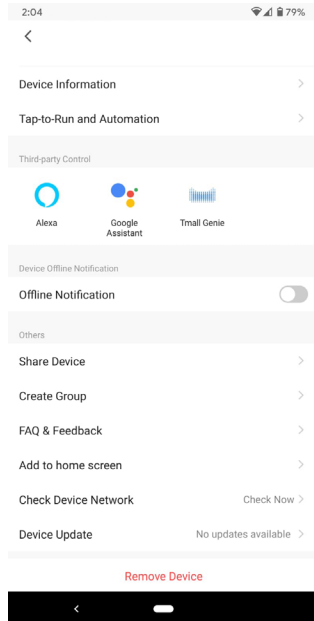 2:04
79%
Device Information
Tap-to-Run and Automation
Third-party Control
Alexa
Google
Assistant
Tmall Genie
Device Offline Notification
Offline Notification
Others
Share Device
Create Group
FAQ & Feedback
Add to home screen
Check Device Network
Check Now
Device Update
No updates available
Remove Device